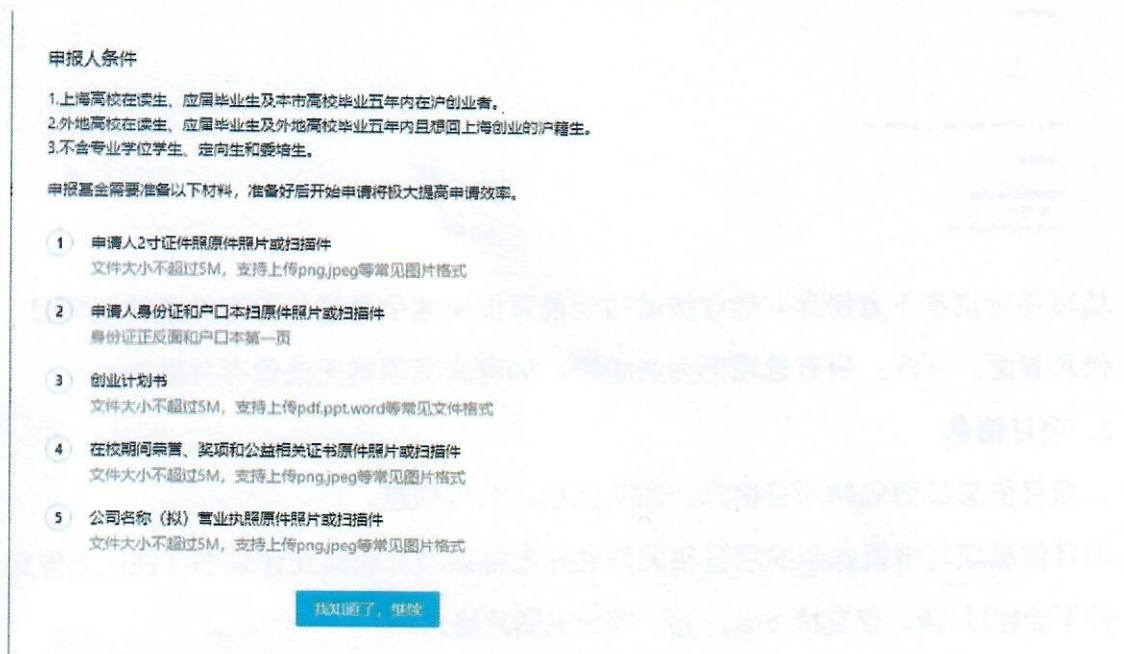 申报人条件
1.上海高校在读生、应届毕业生及本市高校毕业五年内在沪创业者。
2.外地高校在读生、应届毕业生及外地高校毕业五年内且想回上海创业的沪籍生。
3.不含专业学位学生、定向生和委培生。
申报基金需要准备以下材料，准备好后开始申请将极大提高申请效率。
1 申请人2寸证件照原件照片或扫描件
文件大小不超过5M，支持上传png,jpeg等常见图片格式
2 申请人身份证和户口本扫原件照片或扫描件
身份证正反面和户口本第一页
3 创业计划书
文件大小不超过5M，支持上传pdf.ppt.word等常见文件格式
4 在校期间荣誉、奖项和公益相关证书原件照片或扫描件
文件大小不超过5M，支持上传png,jpeg等常见图片格式
5 公司名称（拟）营业执照原件照片或扫描件
文件大小不超过5M，支持上传png,jpeg等常见图片格式
我知道了，继续